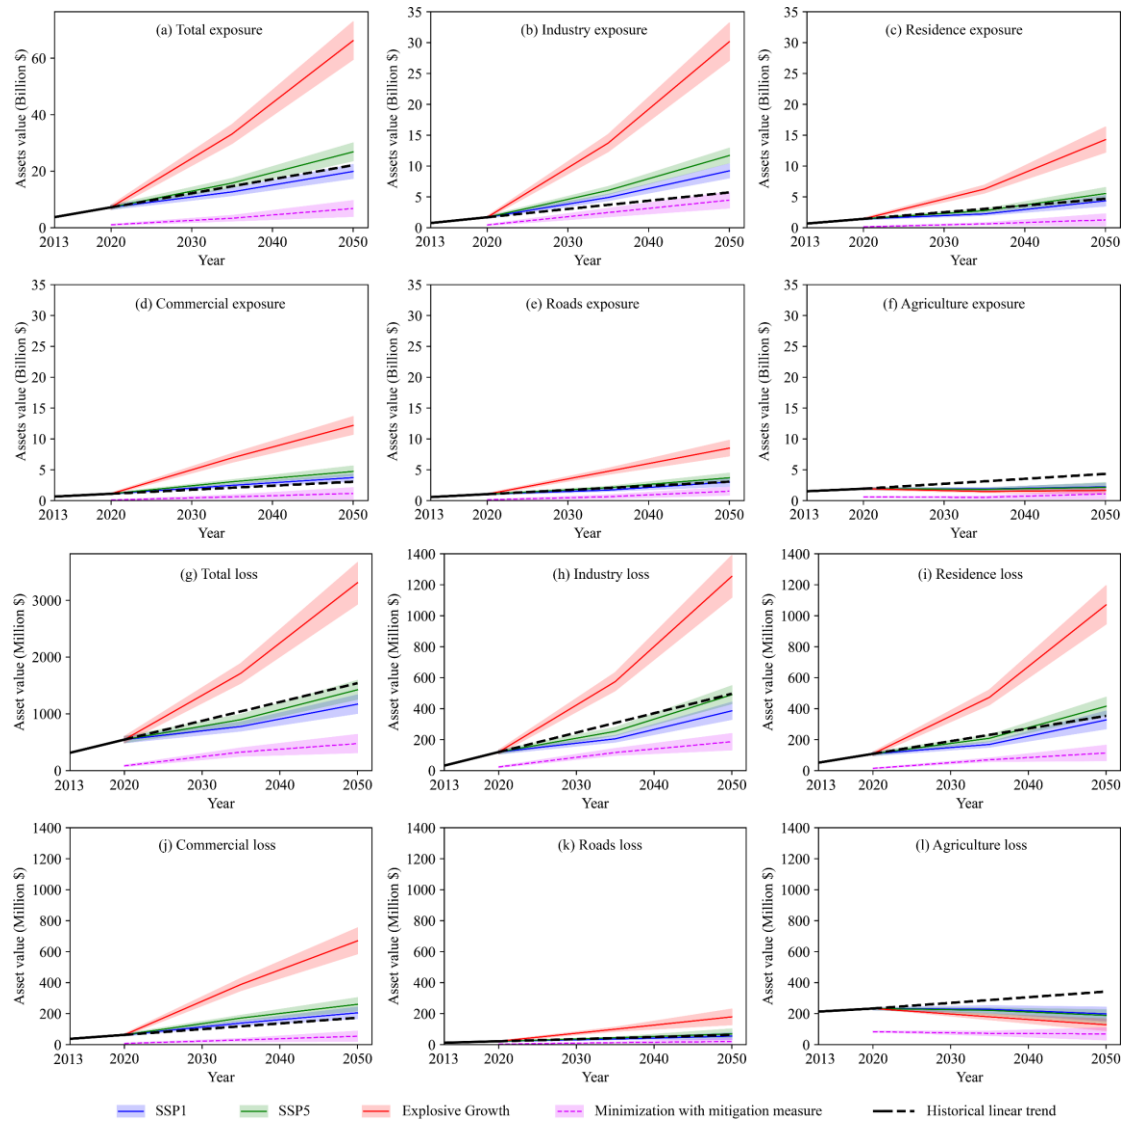 (a) Total exposure
Assets value (Billion $)
60
40
20
0
2013 2020 2030 2040 2050
Year
(b) Industry exposure
Assets value (Billion $)
35
30
25
20
15
10
5
0
2013 2020 2030 2040 2050
Year
(c) Residence exposure
Assets value (Billion $)
35
30
25
20
15
10
5
0
2013 2020 2030 2040 2050
Year
(d) Commercial exposure
Assets value (Billion $)
35
30
25
20
15
10
5
0
2013 2020 2030 2040 2050
Year
(e) Roads exposure
Assets value (Billion $)
35
30
25
20
15
10
5
0
2013 2020 2030 2040 2050
Year
(f) Agriculture exposure
Assets value (Billion $)
35
30
25
20
15
10
5
0
2013 2020 2030 2040 2050
Year
(g) Total loss
Asset value (Million $)
3000
2000
1000
0
2013 2020 2030 2040 2050
Year
(h) Industry loss
Asset value (Million $)
1400
1200
1000
800
600
400
200
0
2013 2020 2030 2040 2050
Year
(i) Residence loss
Asset value (Million $)
1400
1200
1000
800
600
400
200
0
2013 2020 2030 2040 2050
Year
(j) Commercial loss
Asset value (Million $)
1400
1200
1000
800
600
400
200
0
2013 2020 2030 2040 2050
Year
(k) Roads loss
Asset value (Million $)
1400
1200
1000
800
600
400
200
0
2013 2020 2030 2040 2050
Year
(l) Agriculture loss
Asset value (Million $)
1400
1200
1000
800
600
400
200
0
2013 2020 2030 2040 2050
Year
SSP1 SSP5 Explosive Growth Minimization with mitigation measure Historical linear trend